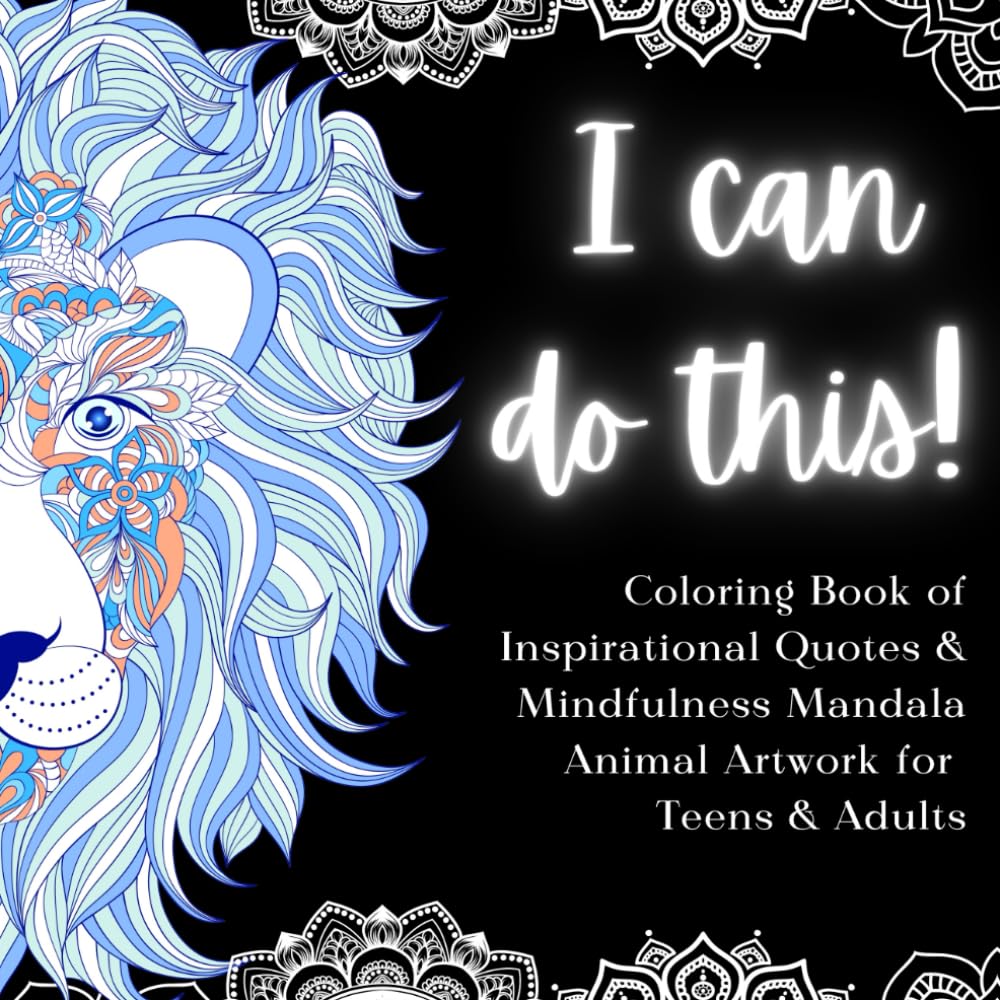 I can
do this!
Coloring Book of
Inspirational Quotes &
Mindfulness Mandala
Animal Artwork for
Teens & Adults